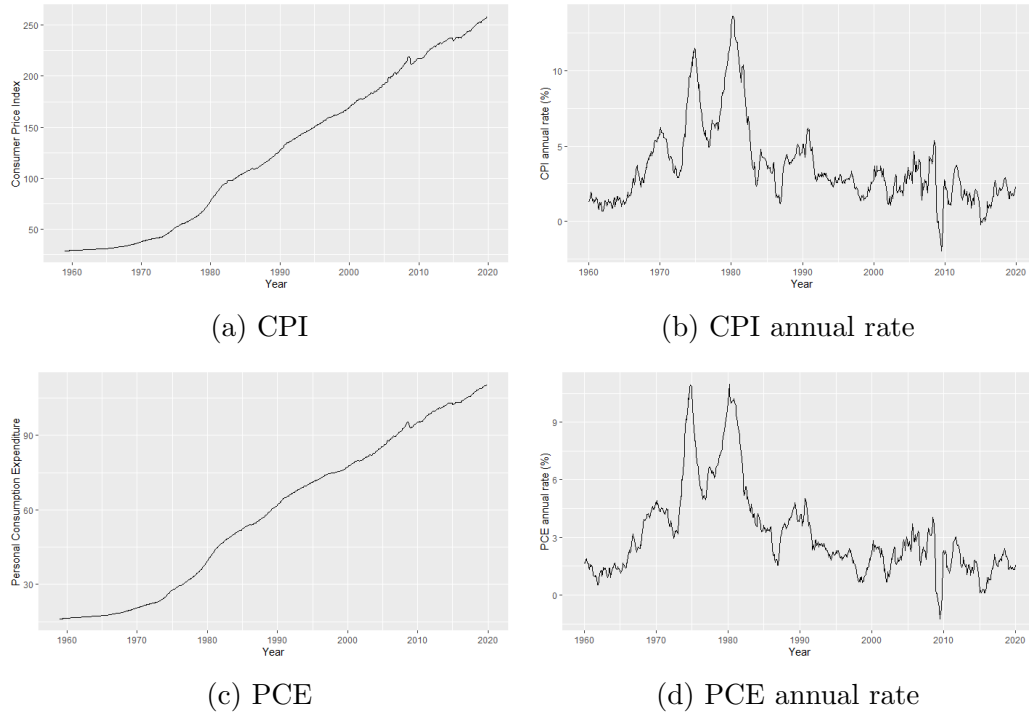 Consumer Price Index
250
200
150
100
50
1960 1970 1980 1990 2000 2010 2020
Year
(a) CPI
CPI annual rate (%)
10
5
0
1960 1970 1980 1990 2000 2010 2020
Year
(b) CPI annual rate
Personal Consumption Expenditure
90
60
30
1960 1970 1980 1990 2000 2010 2020
Year
(c) PCE
PCE annual rate (%)
9
6
3
0
1960 1970 1980 1990 2000 2010 2020
Year
(d) PCE annual rate